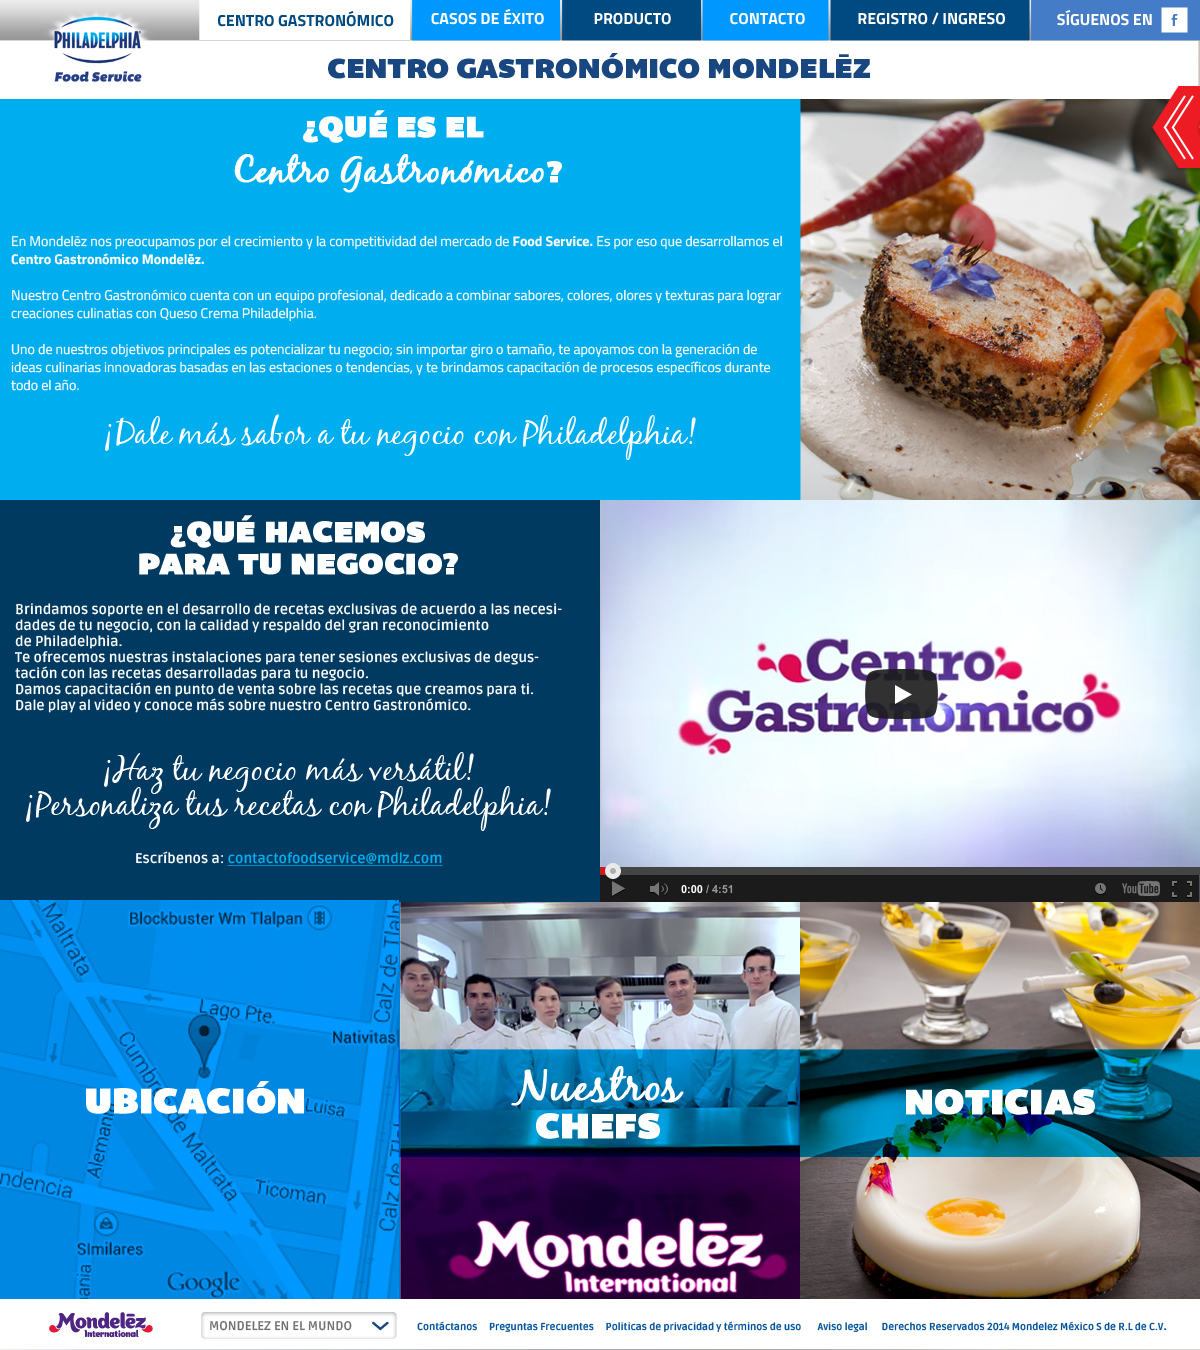 CENTRO GASTRONÓMICO
CASOS DE ÉXITO
PRODUCTO
CONTACTO
REGISTRO / INGRESO
SÍGUENOS EN f
PHILADELPHIA
Food Service
CENTRO GASTRONÓMICO MONDELĒZ
¿QUÉ ES EL
Centro Gastronómico?
En Mondelēz nos preocupamos por el crecimiento y la competitividad del mercado de Food Service. Es por eso que desarrollamos el
Centro Gastronómico Mondelēz.
Nuestro Centro Gastronómico cuenta con un equipo profesional, dedicado a combinar sabores, colores, olores y texturas para lograr
creaciones culinatias con Queso Crema Philadelphia.
Uno de nuestros objetivos principales es potencializar tu negocio; sin importar giro o tamaño, te apoyamos con la generación de
ideas culinarias innovadoras basadas en las estaciones o tendencias, y te brindamos capacitación de procesos específicos durante
todo el año.
¡Dale más sabor a tu negocio con Philadelphia!
¿QUÉ HACEMOS
PARA TU NEGOCIO?
Brindamos soporte en el desarrollo de recetas exclusivas de acuerdo a las necesi-
dades de tu negocio, con la calidad y respaldo del gran reconocimiento
de Philadelphia.
Te ofrecemos nuestras instalaciones para tener sesiones exclusivas de degus-
tación con las recetas desarrolladas para tu negocio.
Damos capacitación en punto de venta sobre las recetas que creamos para ti.
Dale play al video y conoce más sobre nuestro Centro Gastronómico.
¡Haz tu negocio más versátil!
¡Personaliza tus recetas con Philadelphia!
Escríbenos a: contactofoodservice@mdlz.com
Centro
Gastronómico
0:00 / 4:51
YouTube
Blockbuster Wm Tlalpan
Maltrata
Calz de Tlalp
Lago Pte.
Nativitas
Cumbres de Maltrata
UBICACIÓN
Luisa
Alemana
ndencia
Ticoman
Calz de Tl
SImilares
ania
Google
Nuestros
CHEFS
Mondelēz
International
NOTICIAS
Mondelēz
International
MONDELEZ EN EL MUNDO
Contáctanos
Preguntas Frecuentes
Politicas de privacidad y términos de uso
Aviso legal
Derechos Reservados 2014 Mondelez México S de R.L de C.V.